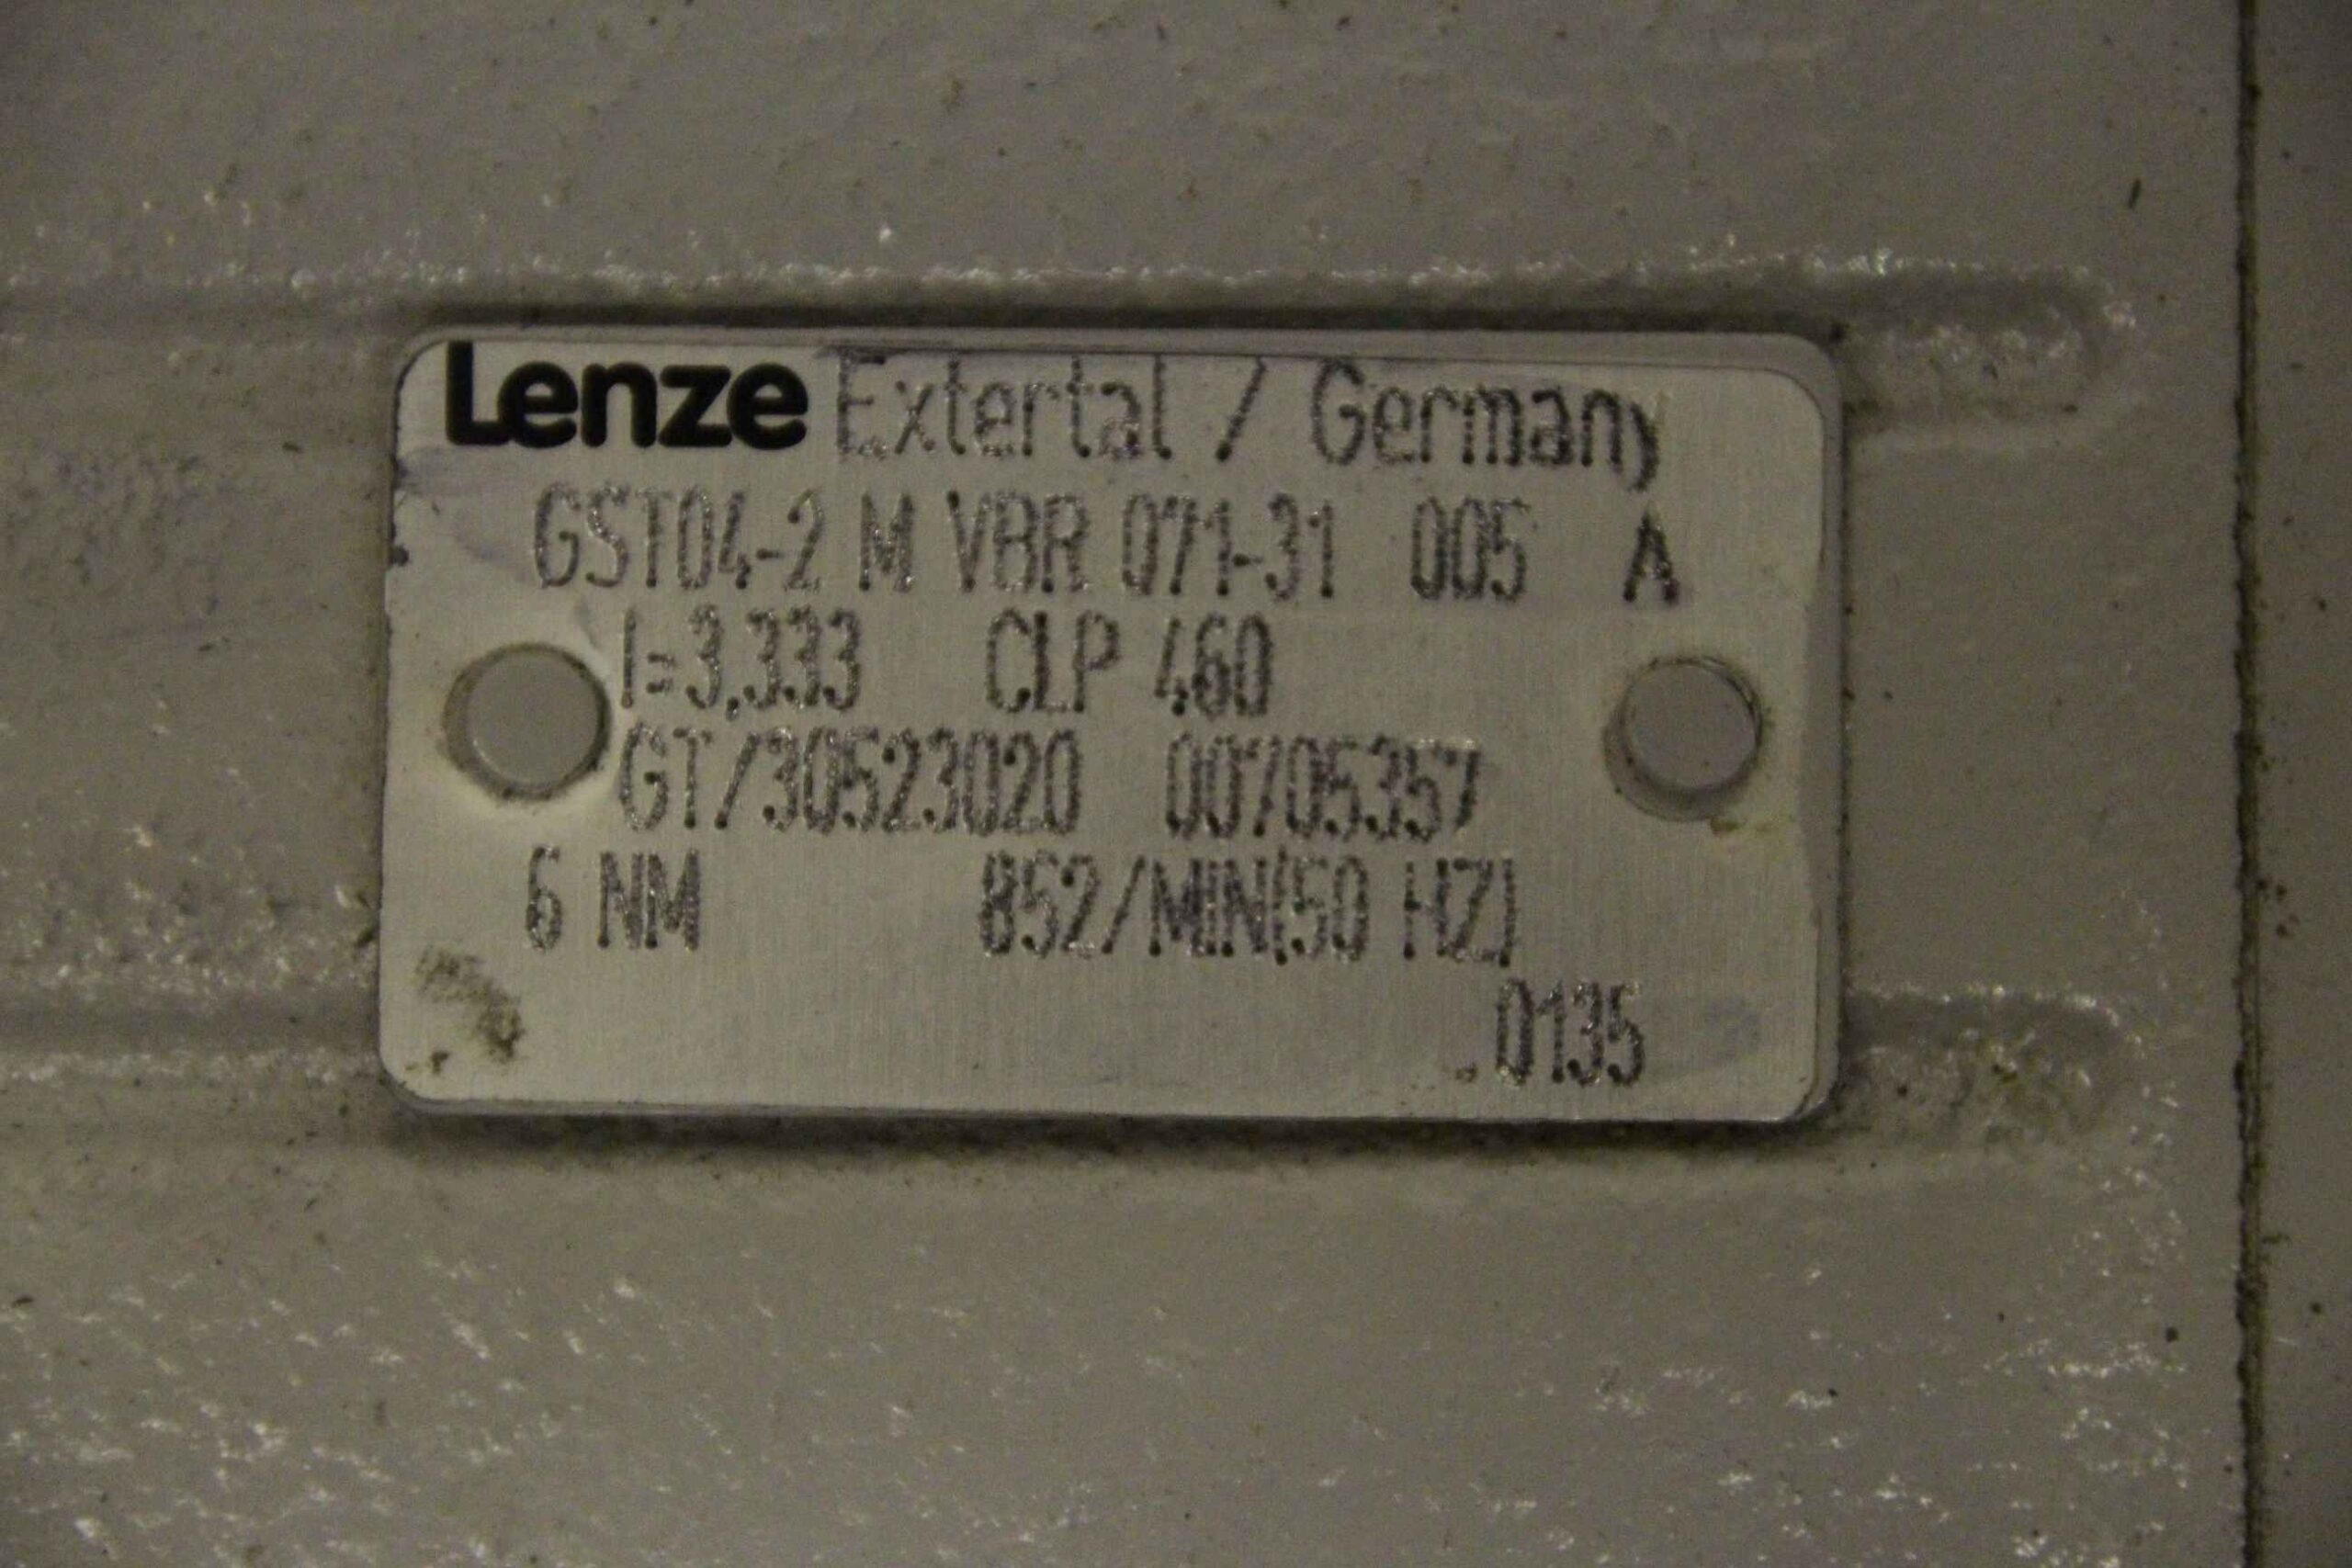 Lenze Extertal / Germany
GST04-2 M VBR 071-31 005 A
I=3,333 CLP 460
GT/30523020 00705357
6 NM 852/MIN(50 HZ)
.0135